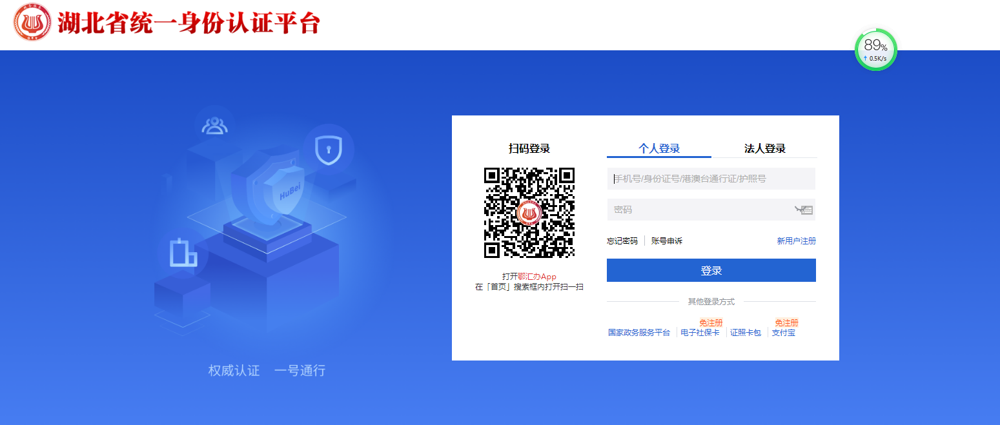 湖北省统一身份认证平台
89%
↑ 0.5K/s
HuBei
权威认证 一号通行
扫码登录
打开鄂汇办App
在「首页」搜索框内打开扫一扫
个人登录 法人登录
手机号/身份证号/港澳台通行证/护照号
密码
忘记密码 账号申诉 新用户注册
登录
其他登录方式
免注册 免注册
国家政务服务平台 电子社保卡 证照卡包 支付宝